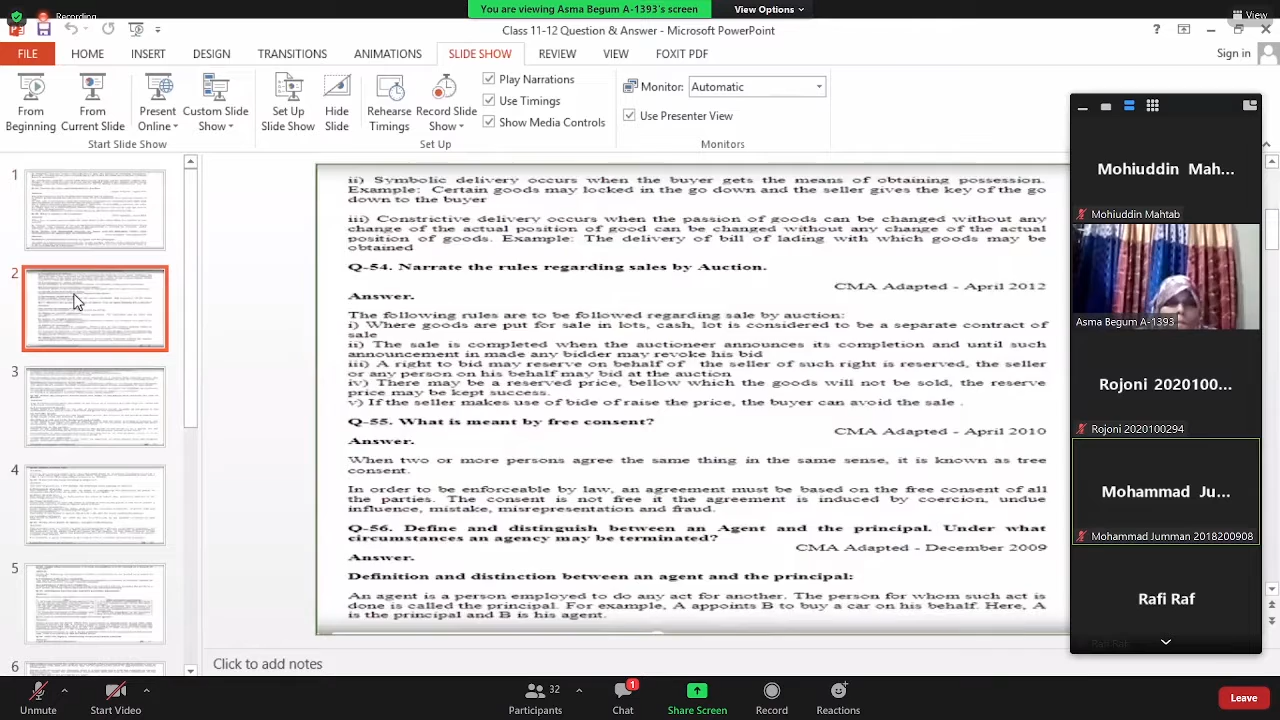 Recording
You are viewing Asma Begum A-1393's screen
View Options
View
Class 11-12 Question & Answer - Microsoft PowerPoint
FILE HOME INSERT DESIGN TRANSITIONS ANIMATIONS SLIDE SHOW REVIEW VIEW FOXIT PDF
Sign in
From Beginning
From Current Slide
Present Online
Custom Slide Show
Set Up Slide Show
Hide Slide
Rehearse Timings
Record Slide Show
Play Narrations
Use Timings
Show Media Controls
Monitor: Automatic
Use Presenter View
Start Slide Show
Set Up
Monitors
1
2
3
4
5
6
ii) Symbolic delivery occurs when the buyer gets means of obtaining possession.
Example: Certain goods may locked in the go down and the seller gives the key of the go
down to the buyer
iii) Constrictive delivery occurs when the passion of goods can be changed without any
change of the actual position of good can be changed without any change of the actual
position of goods. Example: The delivery of bill of lading with which goods may be
obtained
Q-54. Narrate the rules regarding sales by Auction.
CMA Adapted - April 2012
Answer.
The following rules must be followed regarding sales by auction:
i) Where goods are put to sale in lots, cash, lot is considered to be a separate contract of
sale
ii) The sale is completed when the auctioneer announces its completion and until such
announcement in made any bidder may revoke his bid
iii) A right to bid may reserve on behalf of the seller of such right is reserved, the seller
or any person on his behalf may bid at the auction
iv) There may be a reserved price, below which the goods will not be sold, the reserve
price may be kept success.
v) If the seller makes use of bide of raise the price, the buyer can avoid the sale .
Q-55. What is meant by free consent?
CMA Adapted - April 2010
Answer.
When two or more persons agree the same thing in the same sense, it is known as free
consent.
In order to be enforceable by law, an agreement must be based on the free consent of all
the parties. The consent is not free it the agreement is induced by coercion, undue
influence, mistake, misrepresentation and fraud.
Q-56. Define and distinguish between an Agent and a principal. Under what
circumstances an agency may be terminated?
CMA Adapted - December 2009
Answer.
Definition and distinguish between an agent and principal:
An agent is a person employed to do any act for another. The person for whom such act is
done is called the principal. For example, A appoints B to buy a car on his behalf. Here, A
is the principal and B is the agent.
Click to add notes
Mohiuddin Mah...
Mohiuddin Mahtab
Asma Begum A-1393
Rojoni 2020100...
Rojoni 2020100294
Mohammad Ju...
Mohammad Jumman 2018200908
Rafi Raf
Unmute
Start Video
32
Participants
1
Chat
Share Screen
Record
Reactions
Leave